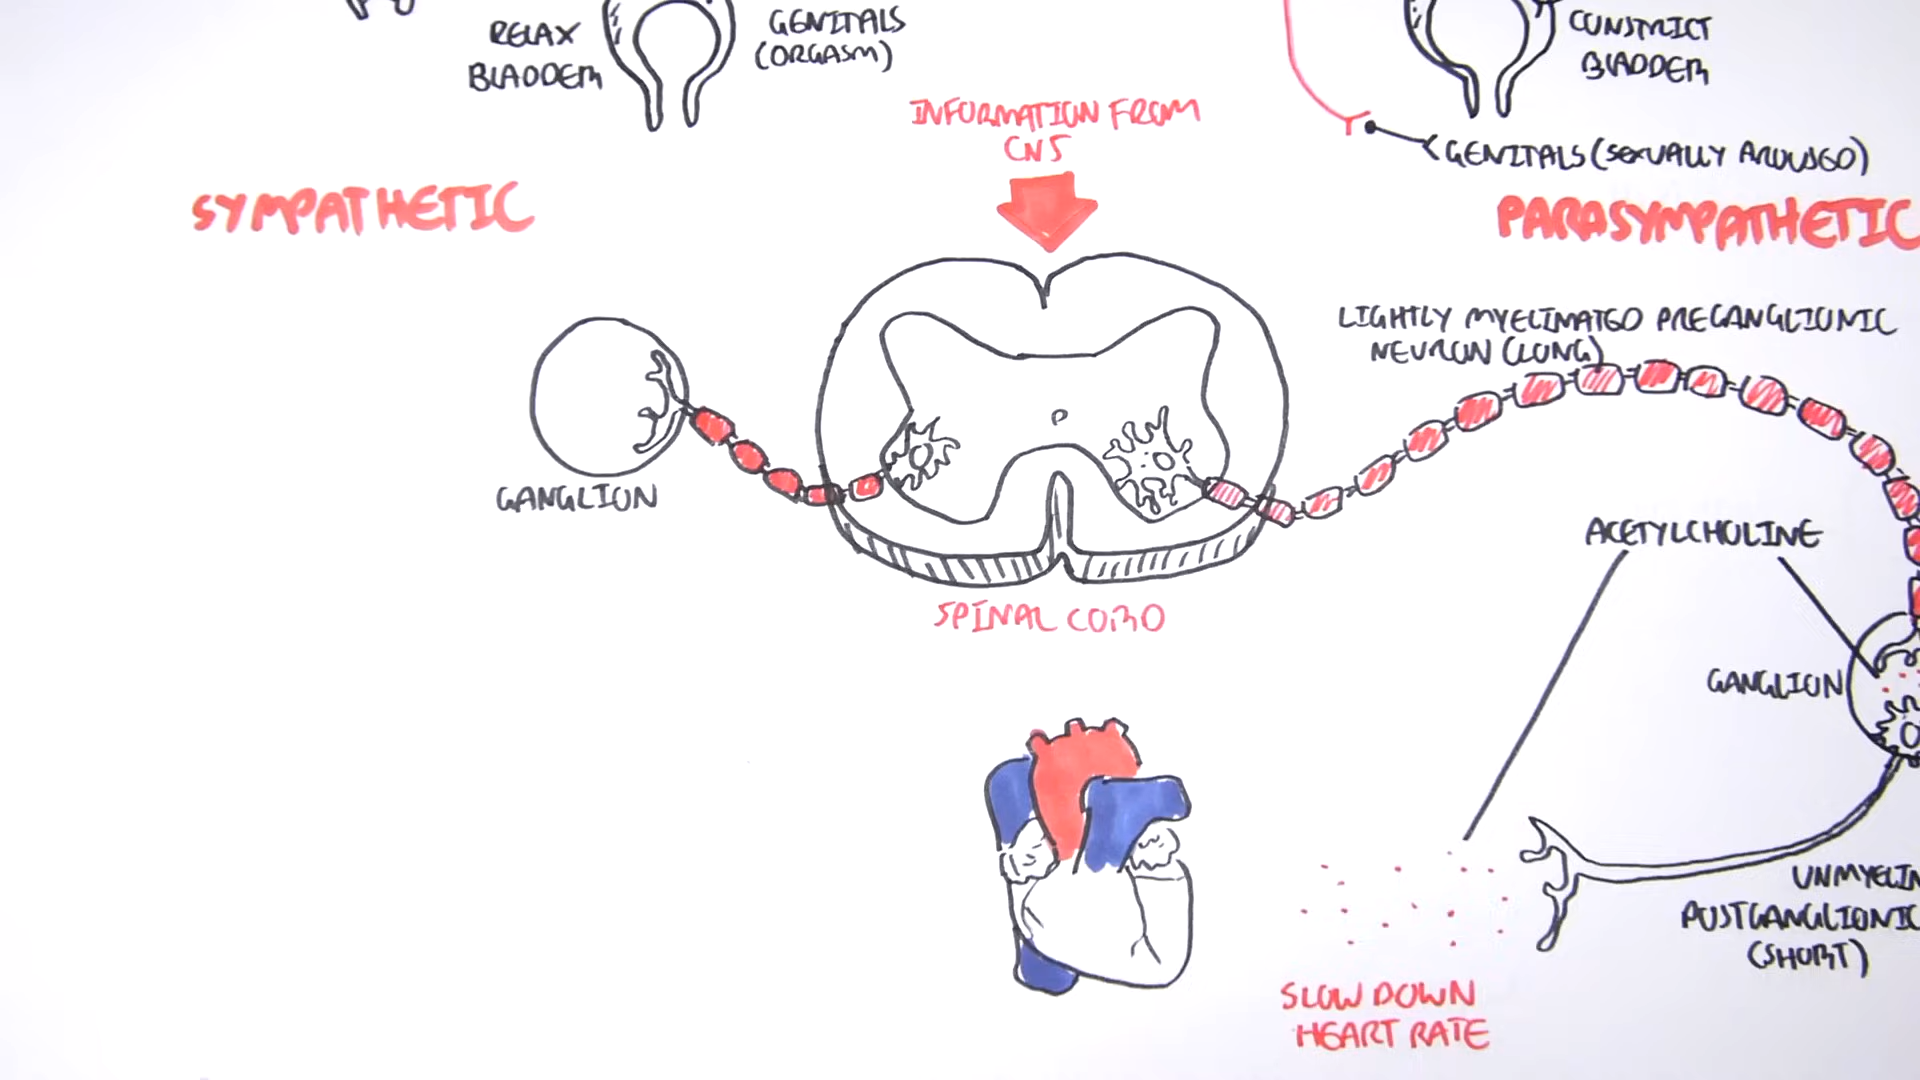 RELAX
BLADDER
GENITALS
(ORGASM)
CONSTRICT
BLADDER
GENITALS (SEXUALLY AROUSED)
INFORMATION FROM
CNS
SYMPATHETIC
PARASYMPATHETIC
LIGHTLY MYELINATED PREGANGLIONIC
NEURON (LONG)
GANGLION
SPINAL CORD
ACETYLCHOLINE
GANGLION
UNMYELIN
POSTGANGLIONIC
(SHORT)
SLOW DOWN
HEART RATE